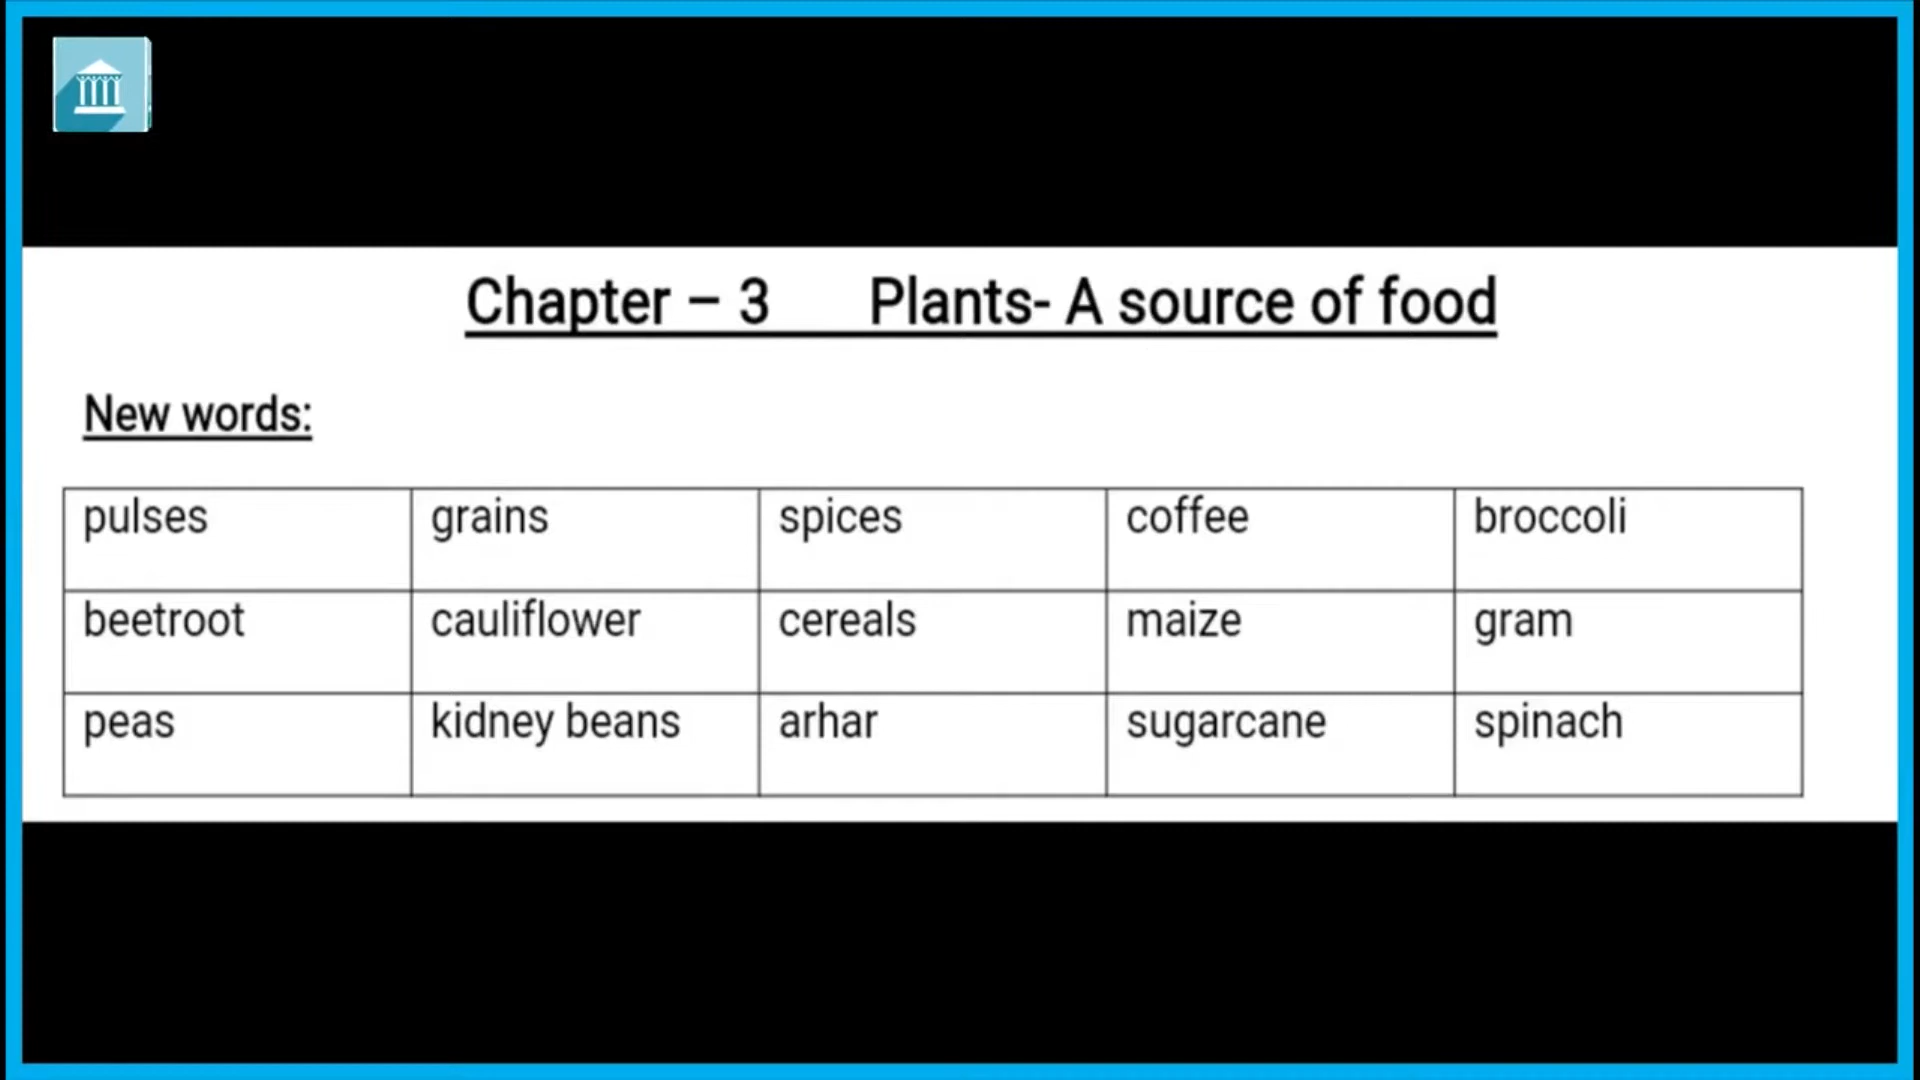 Chapter – 3 Plants- A source of food
New words:
pulses grains spices coffee broccoli
beetroot cauliflower cereals maize gram
peas kidney beans arhar sugarcane spinach